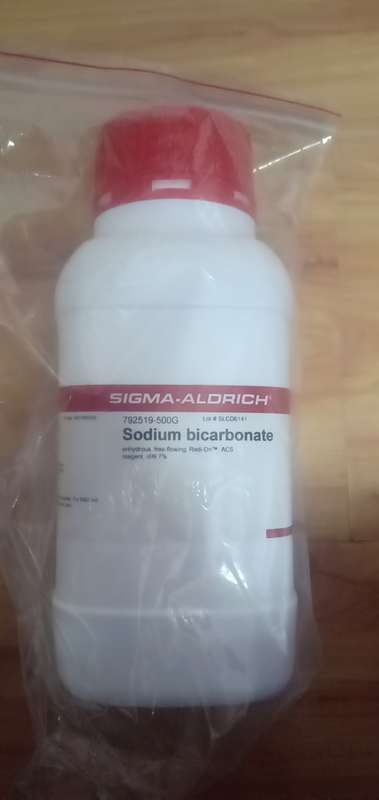 SIGMA-ALDRICH®
792519-500G Lot # SLCD6141
Sodium bicarbonate
anhydrous, free-flowing, Redi-Dri™, ACS
reagent, ≥99.7%